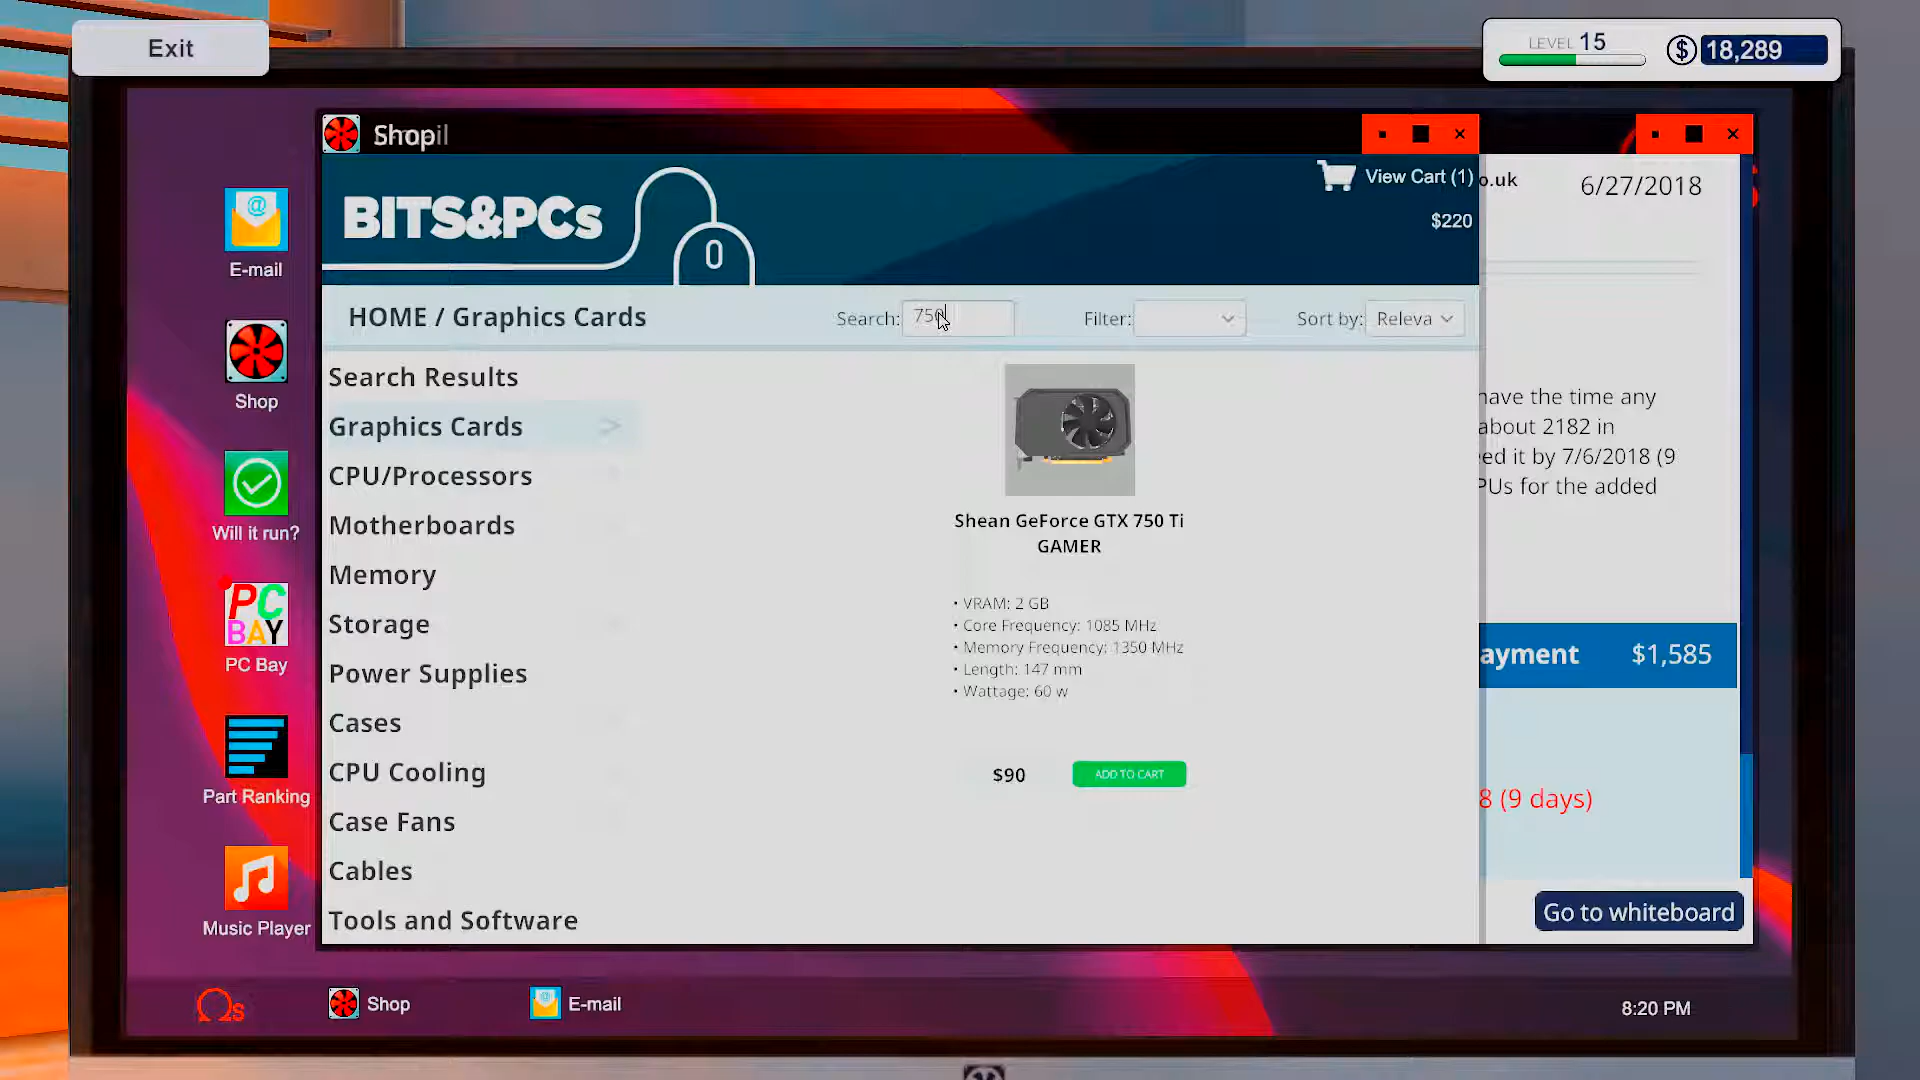 Exit
LEVEL 15
$ 18,289
Shop
View Cart (1)
$220
BITS&PCs
o.uk
6/27/2018
HOME / Graphics Cards
Search: 750
Filter:
Sort by: Releva
Search Results
Graphics Cards >
CPU/Processors
Motherboards
Memory
Storage
Power Supplies
Cases
CPU Cooling
Case Fans
Cables
Tools and Software
Shean GeForce GTX 750 Ti
GAMER
• VRAM: 2 GB
• Core Frequency: 1085 MHz
• Memory Frequency: 1350 MHz
• Length: 147 mm
• Wattage: 60 w
$90
ADD TO CART
have the time any
about 2182 in
ed it by 7/6/2018 (9
PUs for the added
ayment $1,585
8 (9 days)
Go to whiteboard
E-mail
Shop
Will it run?
PC
BAY
PC Bay
Part Ranking
Music Player
Ωs
Shop
E-mail
8:20 PM